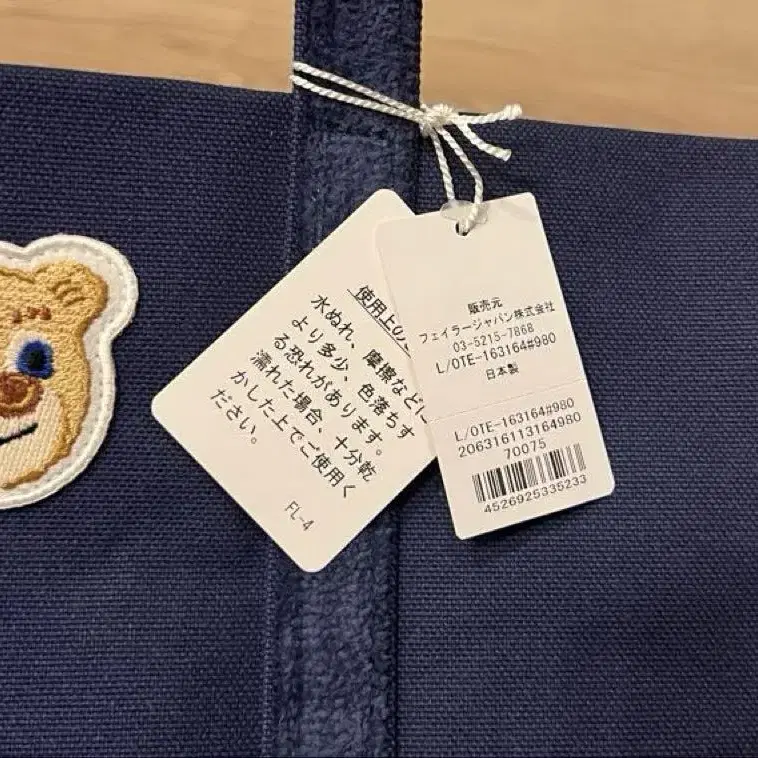 使用上の
水ぬれ、摩擦などに
より多少、色落ちす
る恐れがあります。
濡れた場合、十分乾
かした上でご使用く
ださい。
FL-4
販売元
フェイラージャパン株式会社
03-5215-7868
L/OTE-163164#980
日本製
L/OTE-163164#980
206316113164980
70075
4526925335233